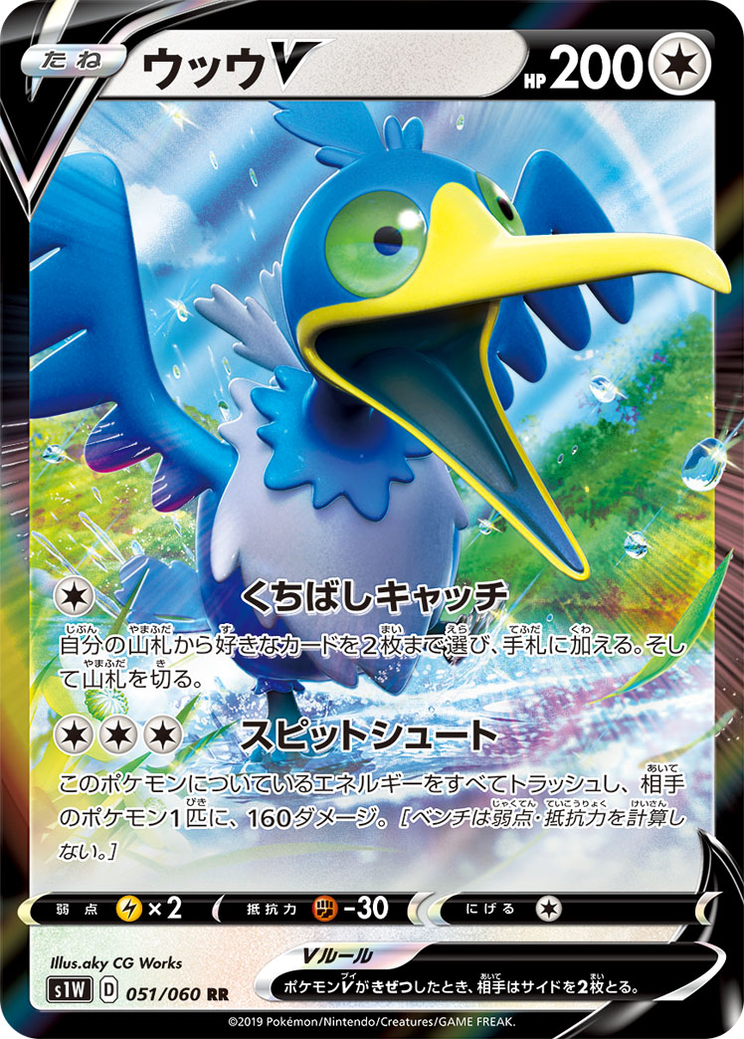 たね
ウッウV
HP 200
くちばしキャッチ
自分の山札から好きなカードを2枚まで選び、手札に加える。そし
て山札を切る。
スピットシュート
このポケモンについているエネルギーをすべてトラッシュし、相手
のポケモン1匹に、160ダメージ。[ベンチは弱点・抵抗力を計算し
ない。]
弱点 ×2 抵抗力 -30 にげる
Illus.aky CG Works
Vルール
s1W D 051/060 RR
ポケモンVがきぜつしたとき、相手はサイドを2枚とる。
©2019 Pokémon/Nintendo/Creatures/GAME FREAK.